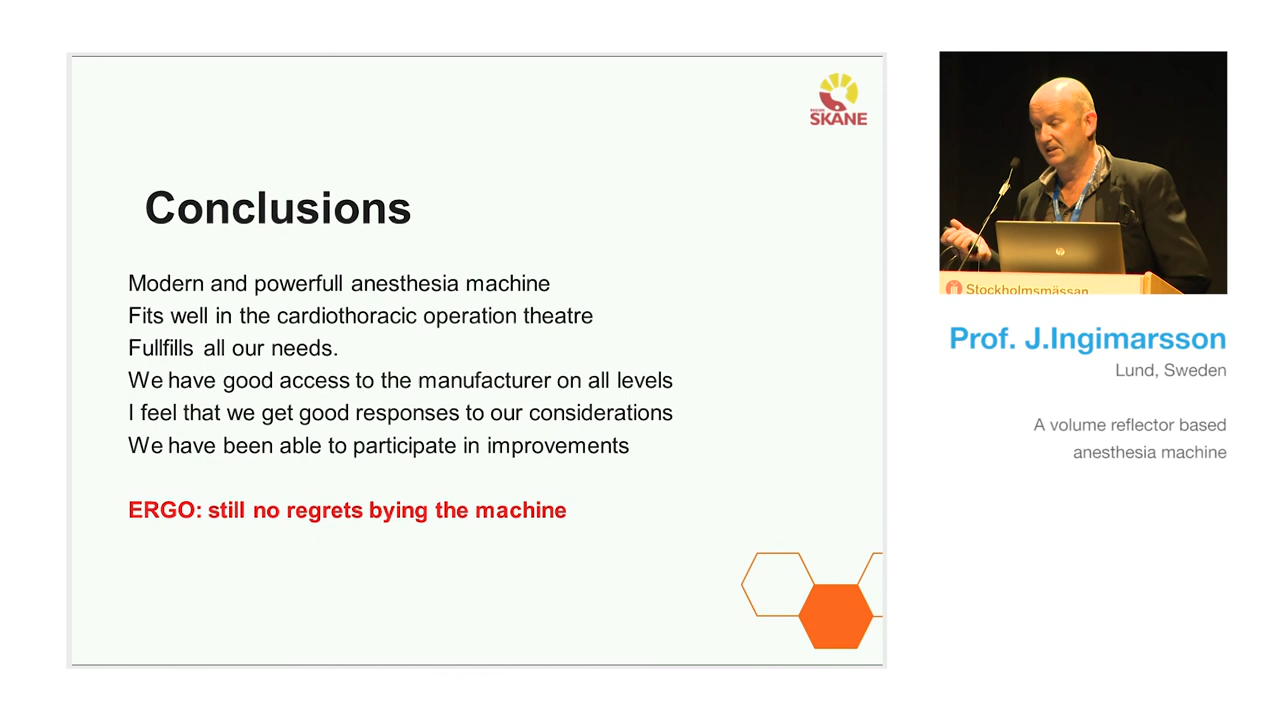 REGION
SKÅNE
Conclusions
Modern and powerfull anesthesia machine
Fits well in the cardiothoracic operation theatre
Fullfills all our needs.
We have good access to the manufacturer on all levels
I feel that we get good responses to our considerations
We have been able to participate in improvements
ERGO: still no regrets bying the machine
hp
Stockholmsmässan
Prof. J.Ingimarsson
Lund, Sweden
A volume reflector based
anesthesia machine